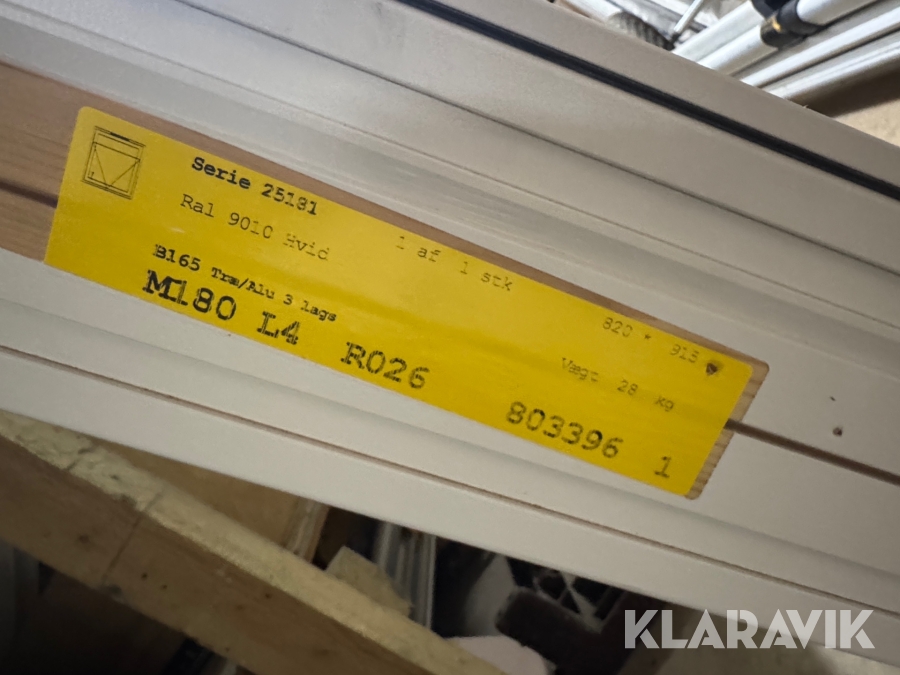 Serie 25181
Ral 9010 Hvid
1 af 1 stk
820 * 915
B165 Træ/Alu 3 lags
Vægt 28 kg
M180 L4 R026
803396 1
KLARAVIK